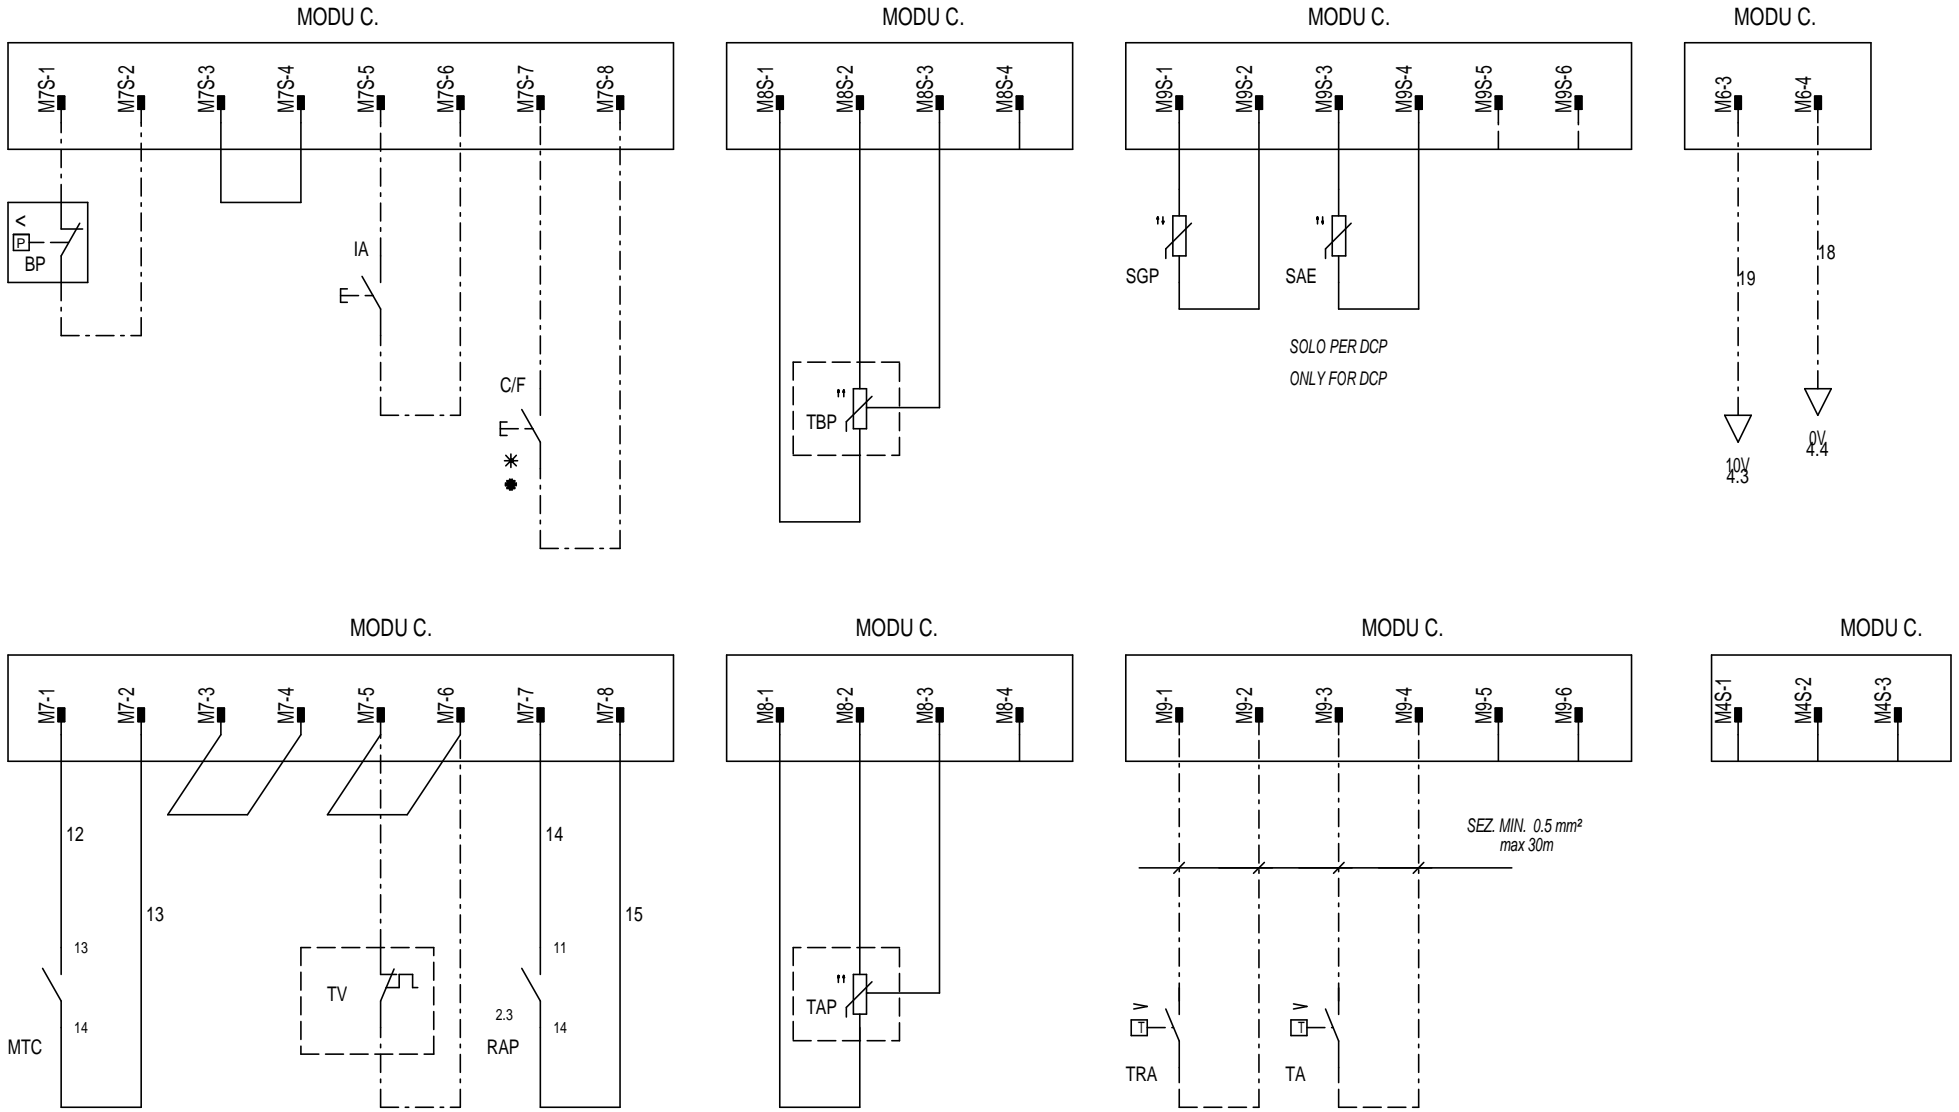 MODU C.
MODU C.
MODU C.
MODU C.
M7S-1
M7S-2
M7S-3
M7S-4
M7S-5
M7S-6
M7S-7
M7S-8
M8S-1
M8S-2
M8S-3
M8S-4
M9S-1
M9S-2
M9S-3
M9S-4
M9S-5
M9S-6
M6-3
M6-4
<
P
BP
IA
C/F
TBP
SGP
SAE
SOLO PER DCP
ONLY FOR DCP
19
18
10V
4.3
0V
4.4
MODU C.
MODU C.
MODU C.
MODU C.
M7-1
M7-2
M7-3
M7-4
M7-5
M7-6
M7-7
M7-8
M8-1
M8-2
M8-3
M8-4
M9-1
M9-2
M9-3
M9-4
M9-5
M9-6
M4S-1
M4S-2
M4S-3
12
13
13
14
MTC
TV
14
15
11
2.3
14
RAP
TAP
SEZ. MIN. 0.5 mm²
max 30m
T
TRA
T
TA